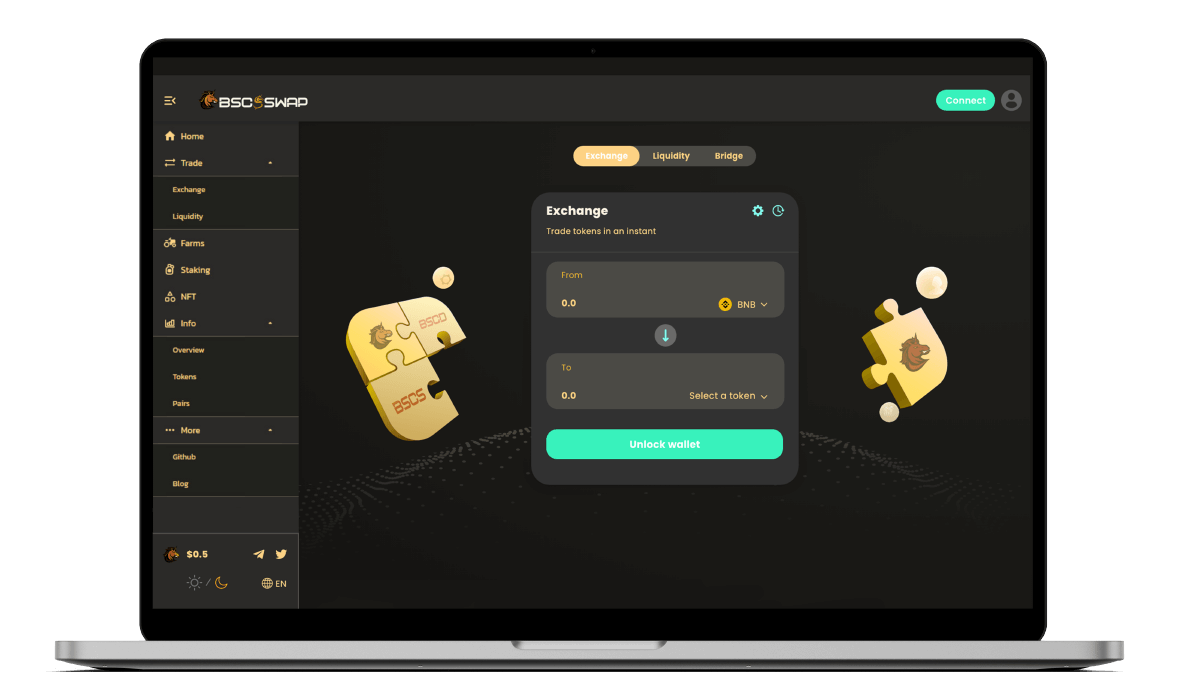 BSCSSWAP
Connect
Home
Trade
Exchange
Liquidity
Farms
Staking
NFT
Info
Overview
Tokens
Pairs
More
Github
Blog
$0.5
/
EN
Exchange Liquidity Bridge
Exchange
Trade tokens in an instant
From
0.0 BNB
To
0.0 Select a token
Unlock wallet
BSCD
BSCS